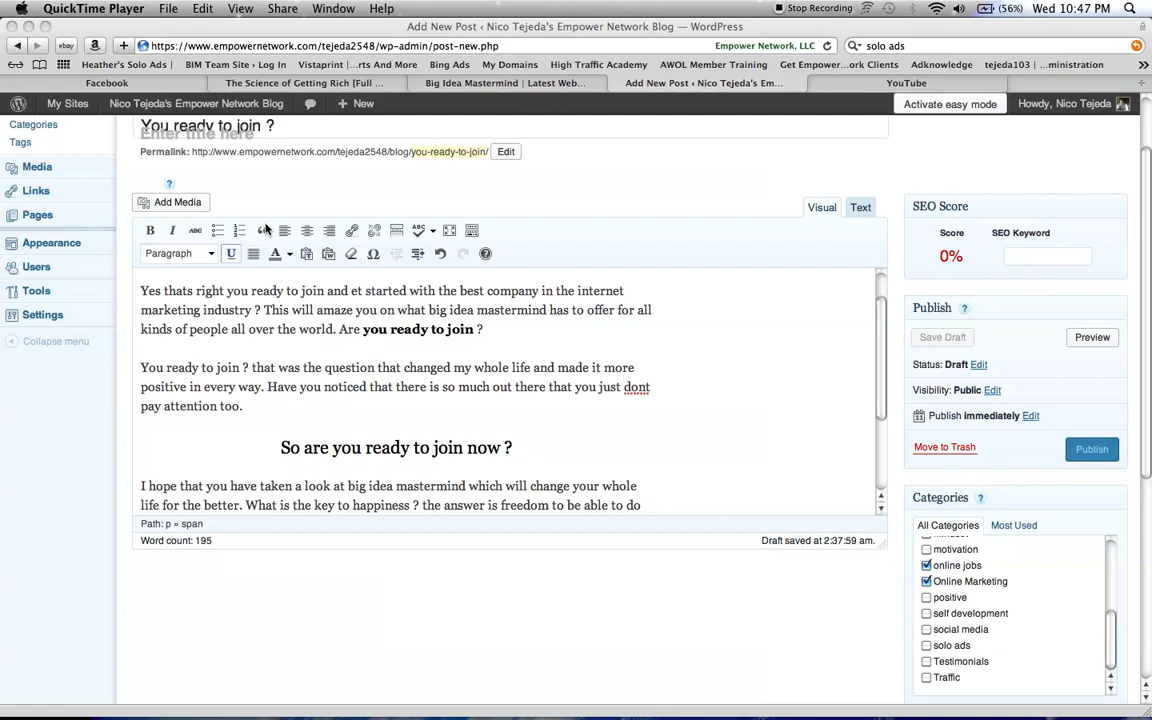 QuickTime Player File Edit View Share Window Help Stop Recording (56%) Wed 10:47 PM
Add New Post ‹ Nico Tejeda's Empower Network Blog — WordPress
ebay a + https://www.empowernetwork.com/tejeda2548/wp-admin/post-new.php Empower Network, LLC solo ads
Heather's Solo Ads BIM Team Site › Log In Vistaprint |...rts And More Bing Ads My Domains High Traffic Academy AWOL Member Training Get Empower...ork Clients Adknowledge tejeda103 | ...ministration »
Facebook The Science of Getting Rich [Full ... Big Idea Mastermind | Latest Web... Add New Post ‹ Nico Tejeda's Em... YouTube
My Sites Nico Tejeda's Empower Network Blog + New Activate easy mode Howdy, Nico Tejeda
Categories
Tags
Media
Links
Pages
Appearance
Users
Tools
Settings
Collapse menu
You ready to join ?
Enter title here
Permalink: http://www.empowernetwork.com/tejeda2548/blog/you-ready-to-join/ Edit
?
Add Media Visual Text
B I ABC ABC
Paragraph U A Ω ?
Yes thats right you ready to join and et started with the best company in the internet
marketing industry ? This will amaze you on what big idea mastermind has to offer for all
kinds of people all over the world. Are you ready to join ?
You ready to join ? that was the question that changed my whole life and made it more
positive in every way. Have you noticed that there is so much out there that you just dont
pay attention too.
So are you ready to join now ?
I hope that you have taken a look at big idea mastermind which will change your whole
life for the better. What is the key to happiness ? the answer is freedom to be able to do
Path: p » span
Word count: 195 Draft saved at 2:37:59 am.
SEO Score
Score SEO Keyword
0%
Publish ?
Save Draft Preview
Status: Draft Edit
Visibility: Public Edit
Publish immediately Edit
Move to Trash Publish
Categories ?
All Categories Most Used
motivation
online jobs
Online Marketing
positive
self development
social media
solo ads
Testimonials
Traffic